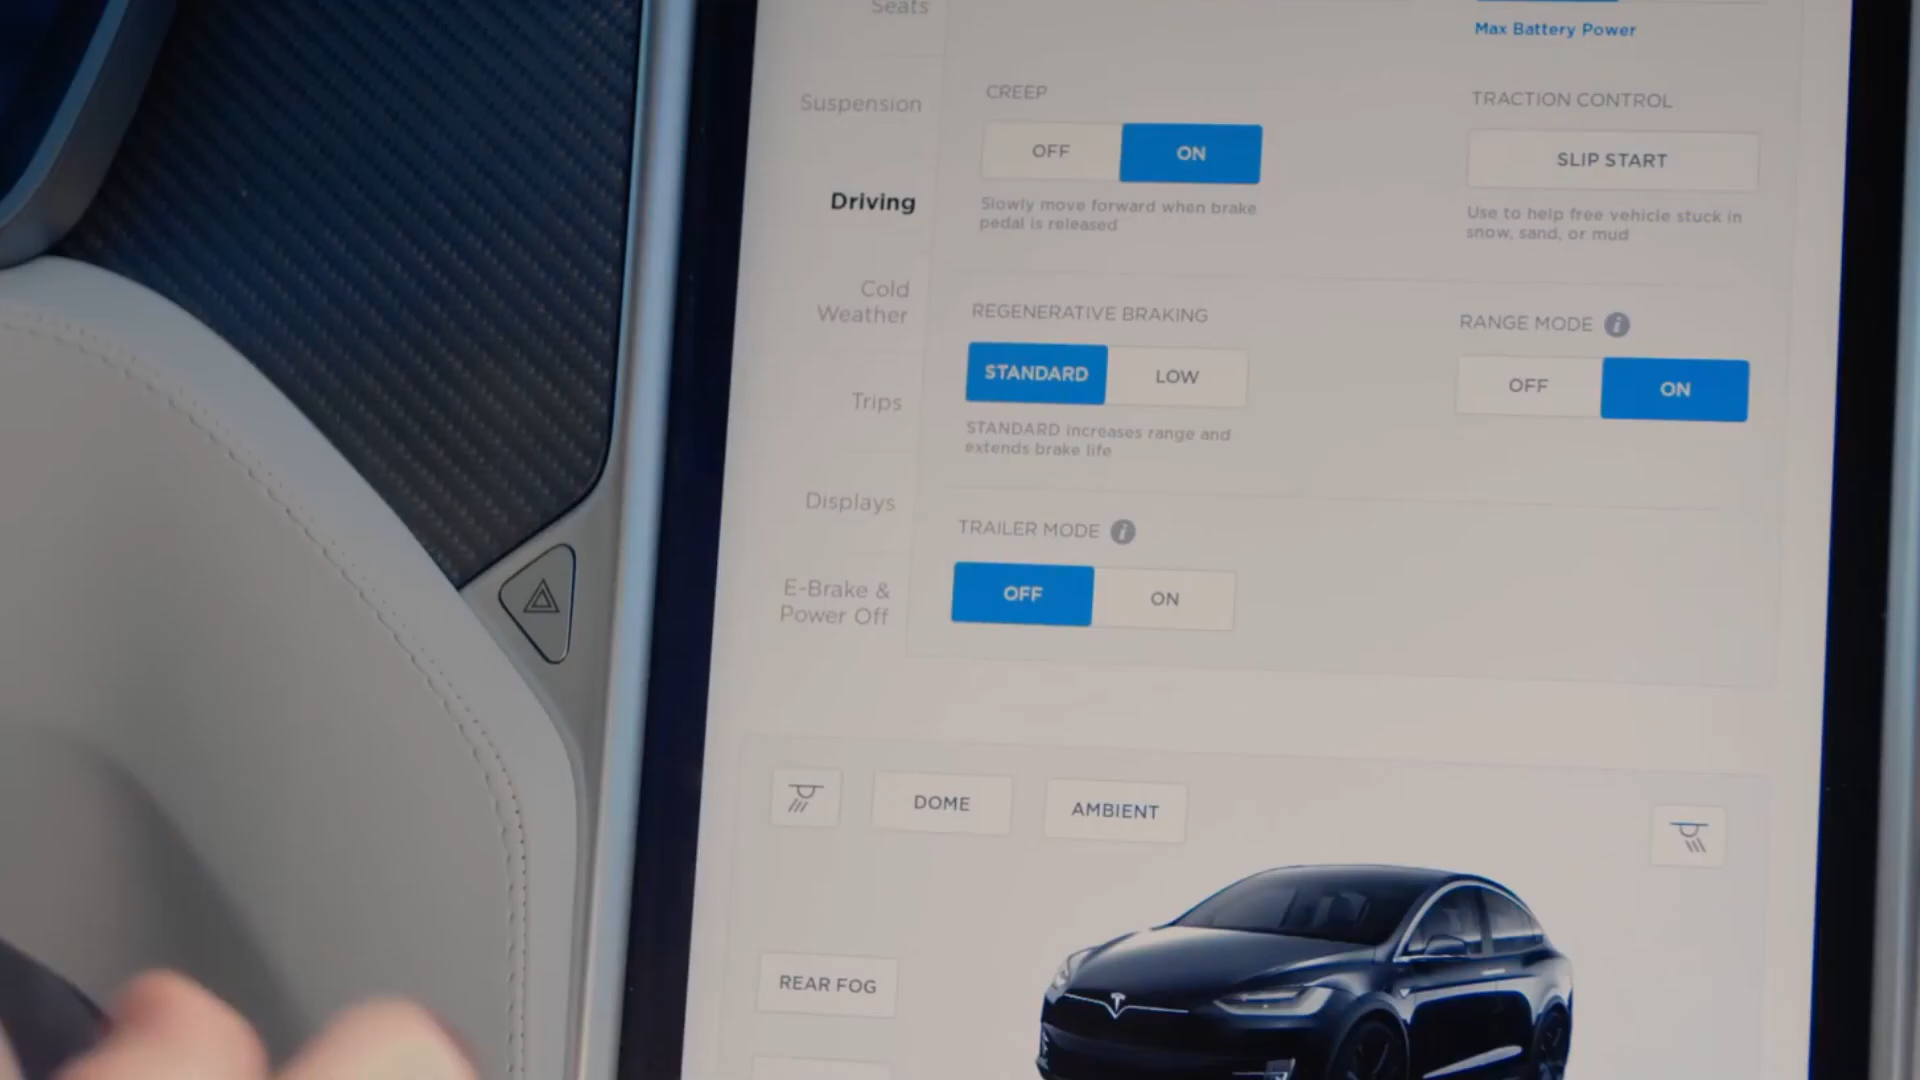 Seats
Suspension
Driving
Cold
Weather
Trips
Displays
E-Brake &
Power Off
Max Battery Power
CREEP
OFF
ON
Slowly move forward when brake
pedal is released
TRACTION CONTROL
SLIP START
Use to help free vehicle stuck in
snow, sand, or mud
REGENERATIVE BRAKING
STANDARD
LOW
STANDARD increases range and
extends brake life
RANGE MODE i
OFF
ON
TRAILER MODE i
OFF
ON
DOME
AMBIENT
REAR FOG